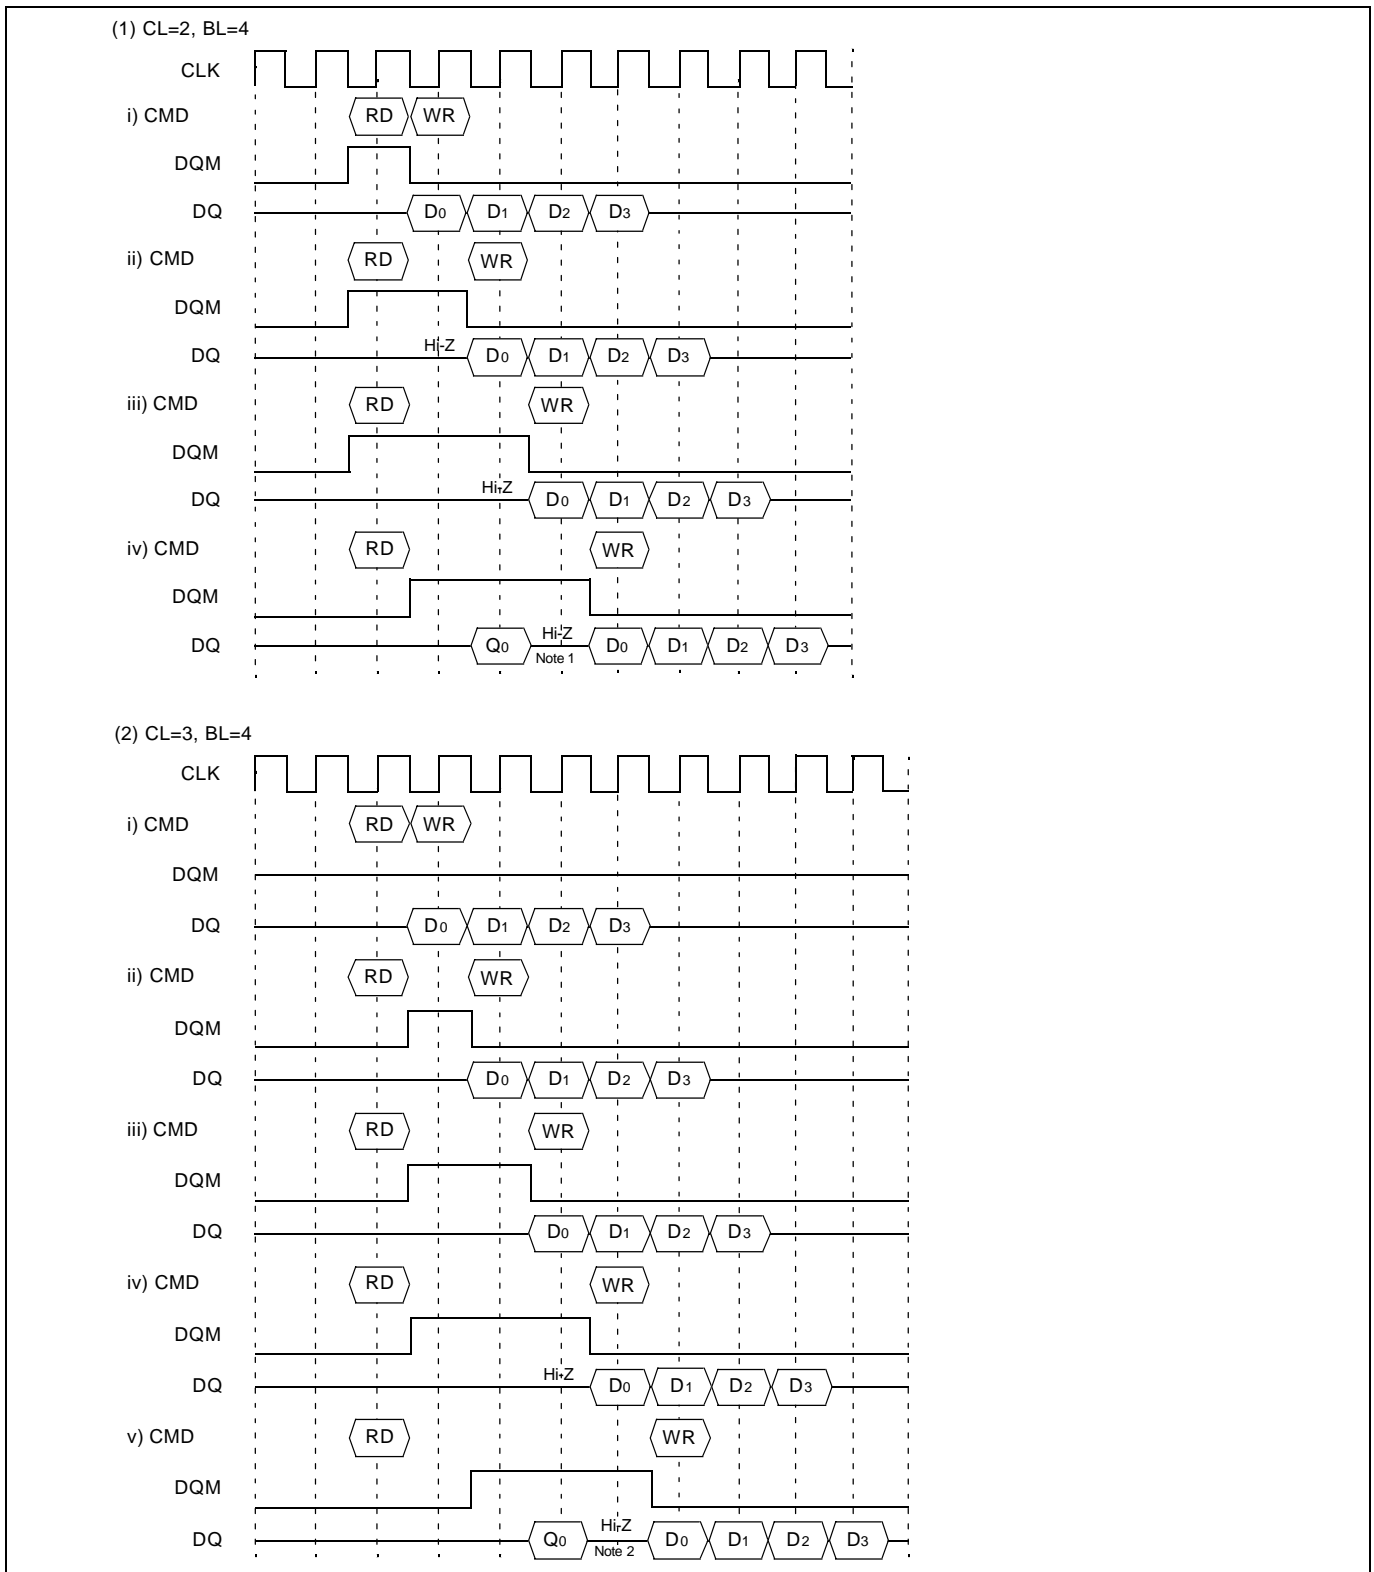 (1) CL=2, BL=4
CLK
i) CMD RD WR
DQM
DQ D0 D1 D2 D3
ii) CMD RD WR
DQM
DQ Hi-Z D0 D1 D2 D3
iii) CMD RD WR
DQM
DQ Hi-Z D0 D1 D2 D3
iv) CMD RD WR
DQM
DQ Q0 Hi-Z Note 1 D0 D1 D2 D3
(2) CL=3, BL=4
CLK
i) CMD RD WR
DQM
DQ D0 D1 D2 D3
ii) CMD RD WR
DQM
DQ D0 D1 D2 D3
iii) CMD RD WR
DQM
DQ D0 D1 D2 D3
iv) CMD RD WR
DQM
DQ Hi-Z D0 D1 D2 D3
v) CMD RD WR
DQM
DQ Q0 Hi-Z Note 2 D0 D1 D2 D3